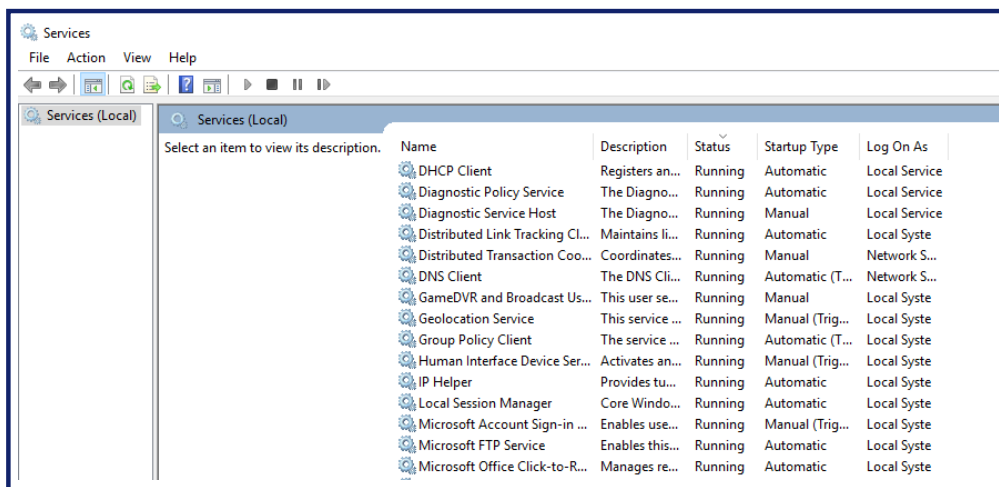 Services
File Action View Help
Services (Local)
Services (Local)
Select an item to view its description.
Name Description Status Startup Type Log On As
DHCP Client Registers an... Running Automatic Local Service
Diagnostic Policy Service The Diagno... Running Automatic Local Service
Diagnostic Service Host The Diagno... Running Manual Local Service
Distributed Link Tracking Cl... Maintains li... Running Automatic Local Syste
Distributed Transaction Coo... Coordinates... Running Manual Network S...
DNS Client The DNS Cli... Running Automatic (T... Network S...
GameDVR and Broadcast Us... This user se... Running Manual Local Syste
Geolocation Service This service ... Running Manual (Trig... Local Syste
Group Policy Client The service ... Running Automatic (T... Local Syste
Human Interface Device Ser... Activates an... Running Manual (Trig... Local Syste
IP Helper Provides tu... Running Automatic Local Syste
Local Session Manager Core Windo... Running Automatic Local Syste
Microsoft Account Sign-in ... Enables use... Running Manual (Trig... Local Syste
Microsoft FTP Service Enables this... Running Automatic Local Syste
Microsoft Office Click-to-R... Manages re... Running Automatic Local Syste